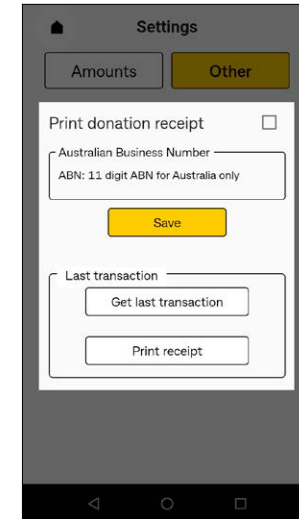 Settings
Amounts Other
Print donation receipt
Australian Business Number
ABN: 11 digit ABN for Australia only
Save
Last transaction
Get last transaction
Print receipt